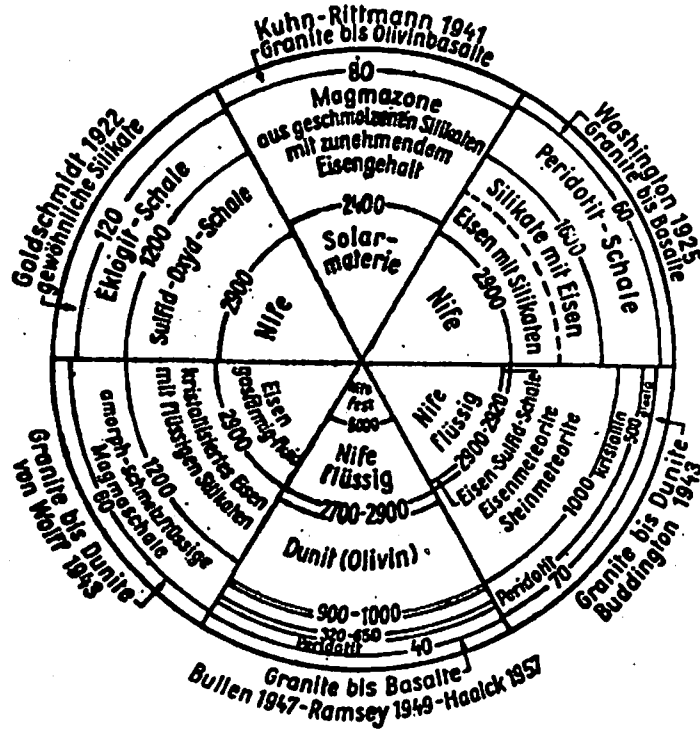 Kuhn-Rittmann 1941
Granite bis Olivinbasalte
80
Magmazone
aus geschmolzenen Silikaten
mit zunehmendem
Eisengehalt
2400
Solar-
materie
Washington 1925
Granite bis Basalte
60
Peridotit-Schale
1600
Silikate mit Eisen
Eisen mit Silikaten
2900
Nife
Granite bis Dunite
Buddington 1943
70
Peridotit
500
kristallin
1000
Steinmeteorite
Eisenmeteorite
Eisen-Sulfid-Schale
2900-2920
Nife
flüssig
Nife
fest
5000
Nife
flüssig
2700-2900
Dunit (Olivin)
900-1000
Peridotit
40
Granite bis Basalte
Bullen 1947-Ramsey 1949-Haalck 1957
Granite bis Dunite
von Wolff 1943
60
amorph-schmelzflüssige
Magmaschale
1200
mit flüssigen Silikaten
kristallisiertes Eisen
2900
Eisen
Goldschmidt 1922
gewöhnliche Silikate
120
Eklogit-Schale
1200
Sulfid-Oxyd-Schale
2900
Nife